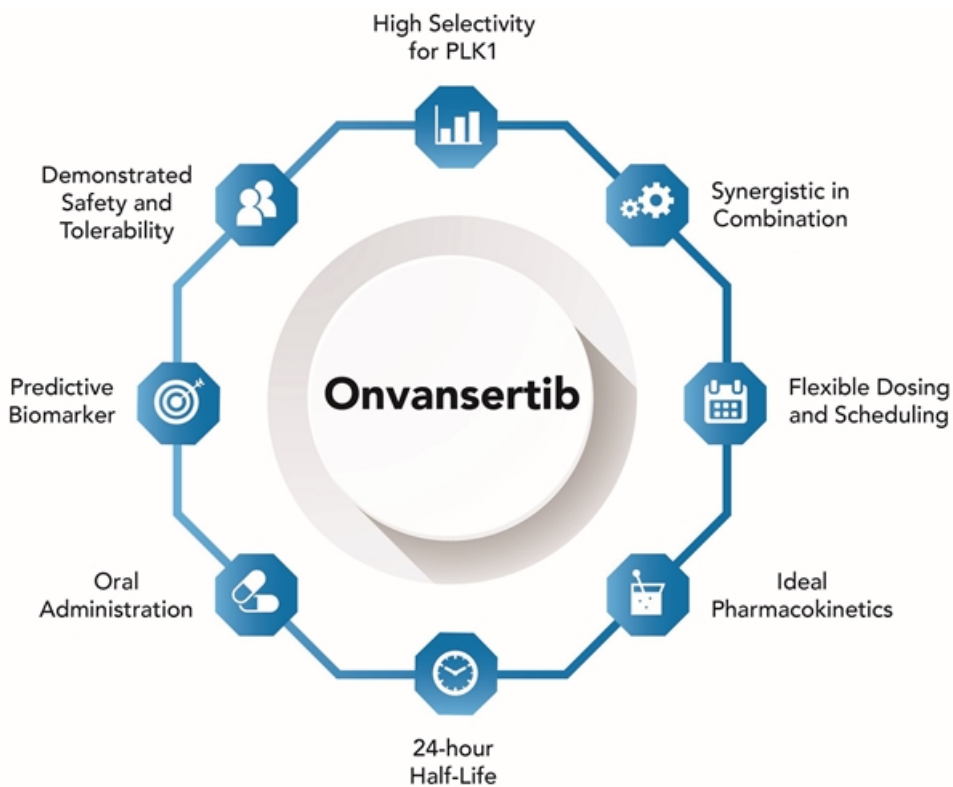 High Selectivity
for PLK1
Demonstrated
Safety and
Tolerability
Synergistic in
Combination
Predictive
Biomarker
Onvansertib
Flexible Dosing
and Scheduling
Oral
Administration
Ideal
Pharmacokinetics
24-hour
Half-Life